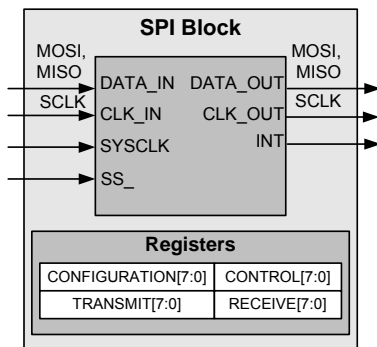 SPI Block
MOSI,
MISO
SCLK
DATA_IN
CLK_IN
SYSCLK
SS_
DATA_OUT
CLK_OUT
INT
MOSI,
MISO
SCLK
Registers
CONFIGURATION[7:0] CONTROL[7:0]
TRANSMIT[7:0] RECEIVE[7:0]